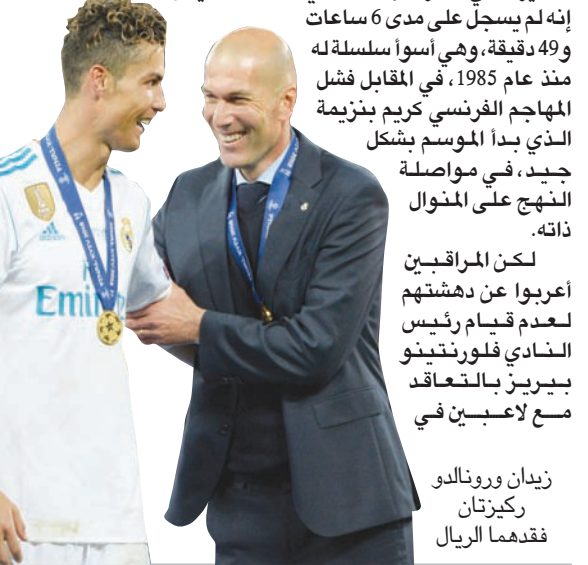 إنه لم يسجل على مدى 6 ساعات
و49 دقيقة، وهي أسوأ سلسلة له
منذ عام 1985، في المقابل فشل
المهاجم الفرنسي كريم بنزيمة
الذي بدأ الموسم بشكل
جيد، في مواصلة
النهج على المنوال
ذاته.
لكن المراقبين
أعربوا عن دهشتهم
لعدم قيام رئيس
النادي فلورنتينو
بيريز بالتعاقد
مع لاعبين في
زيدان ورونالدو
ركيزتان
فقدهما الريال
adidas